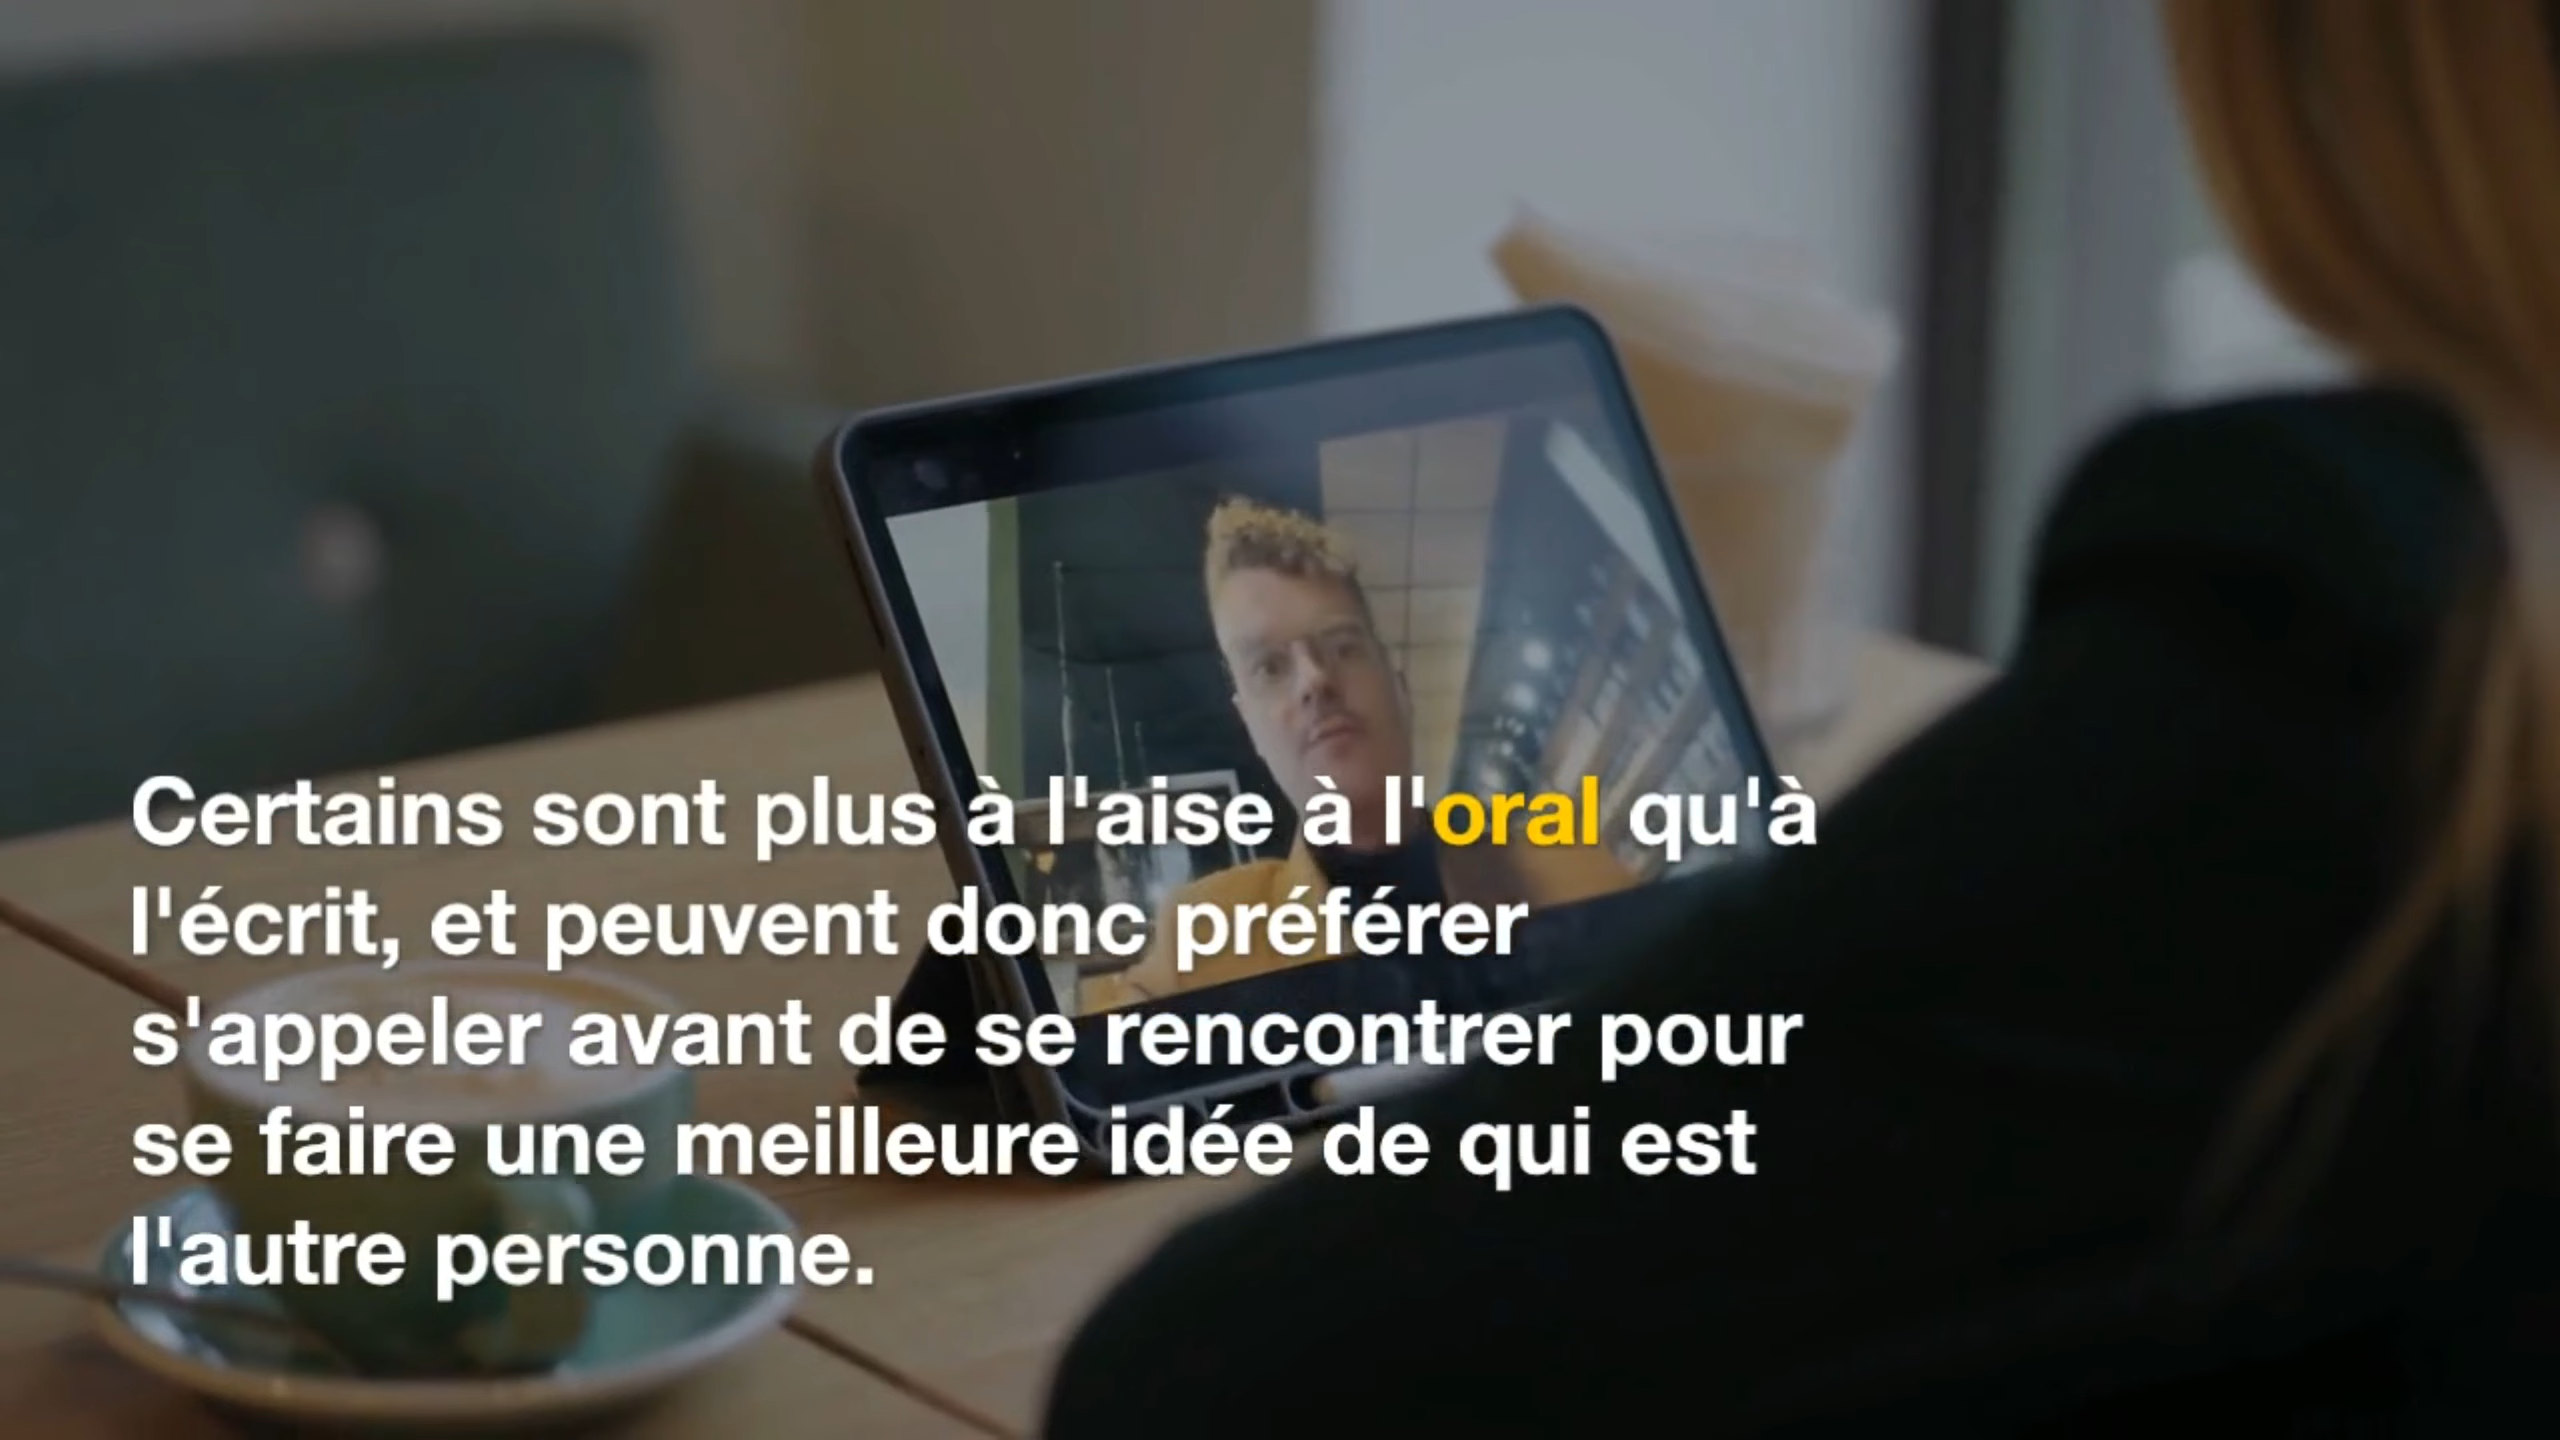 Certains sont plus à l'aise à l'oral qu'à
l'écrit, et peuvent donc préférer
s'appeler avant de se rencontrer pour
se faire une meilleure idée de qui est
l'autre personne.